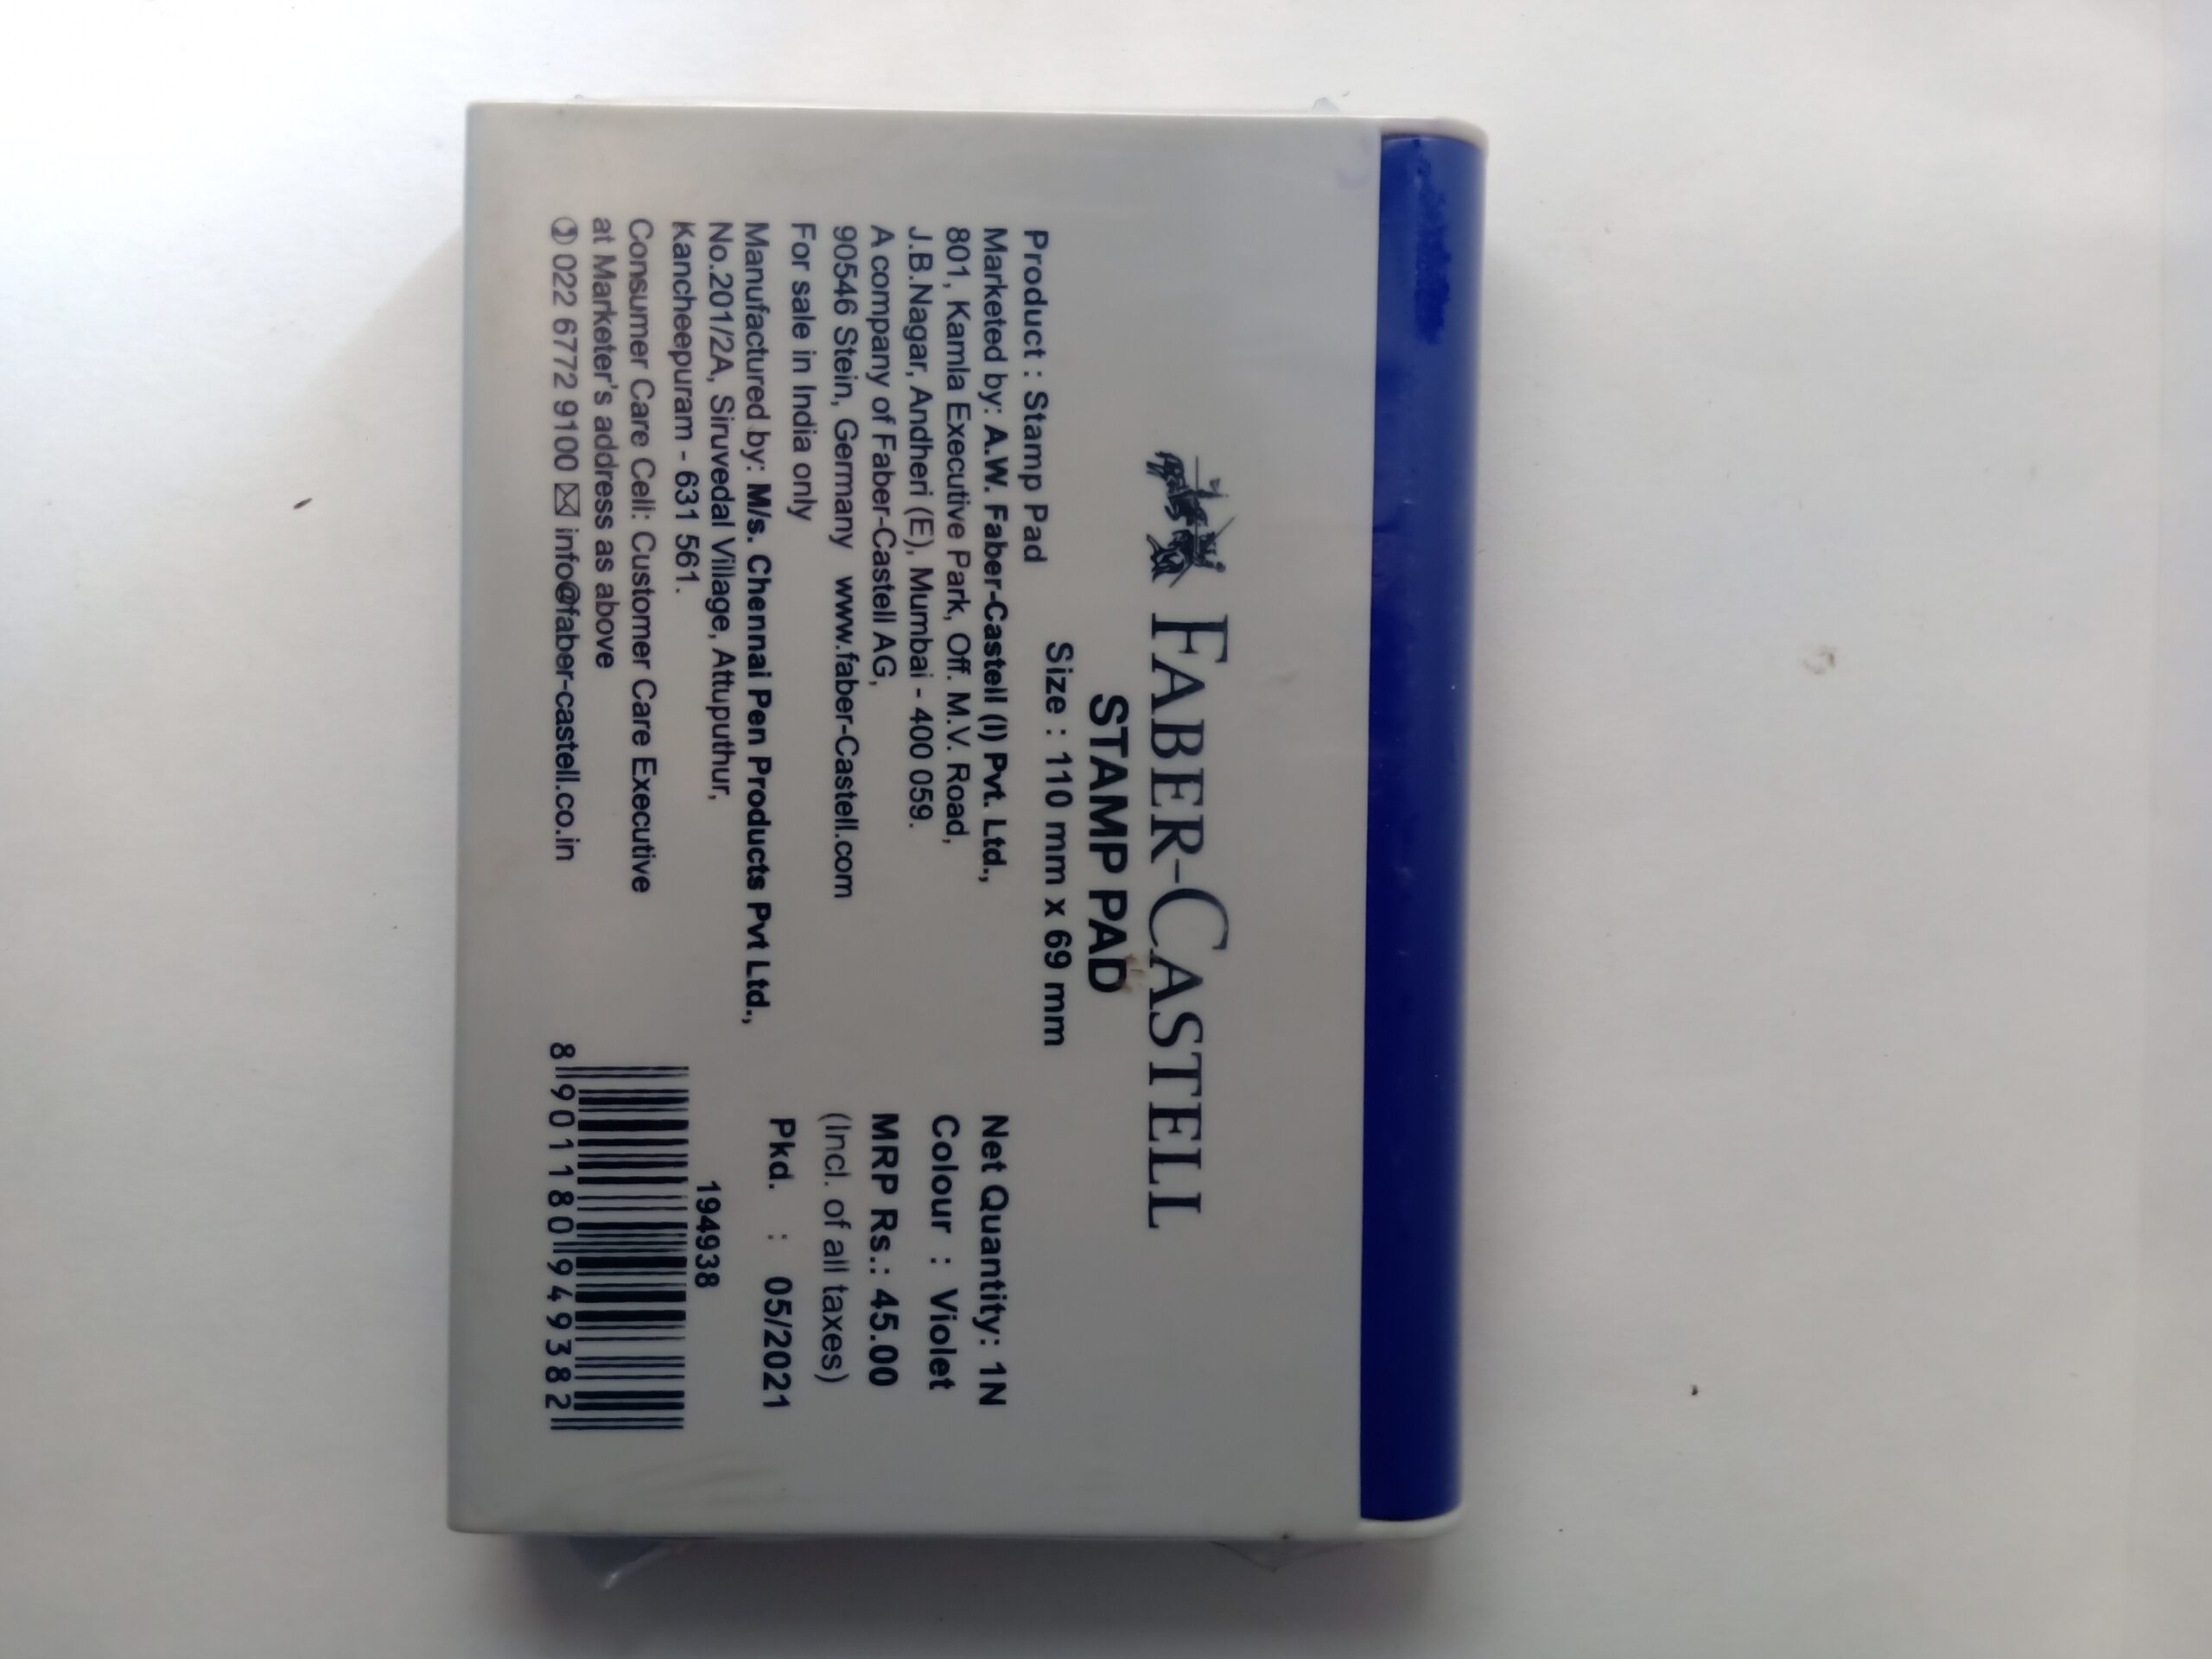 FABER-CASTELL
STAMP PAD
Size : 110 mm x 69 mm
Product : Stamp Pad
Marketed by: A.W. Faber-Castell (I) Pvt. Ltd.,
801, Kamla Executive Park, Off. M.V. Road,
J.B.Nagar, Andheri (E), Mumbai - 400 059.
A company of Faber-Castell AG,
90546 Stein, Germany www.faber-Castell.com
For sale in India only
Manufactured by: M/s. Chennai Pen Products Pvt Ltd.,
No.201/2A, Siruvedal Village, Attuputhur,
Kancheepuram - 631 561.
Consumer Care Cell: Customer Care Executive
at Marketer's address as above
022 6772 9100 info@faber-castell.co.in
Net Quantity: 1N
Colour : Violet
MRP Rs.: 45.00
(Incl. of all taxes)
Pkd. : 05/2021
194938
8 901180 949382